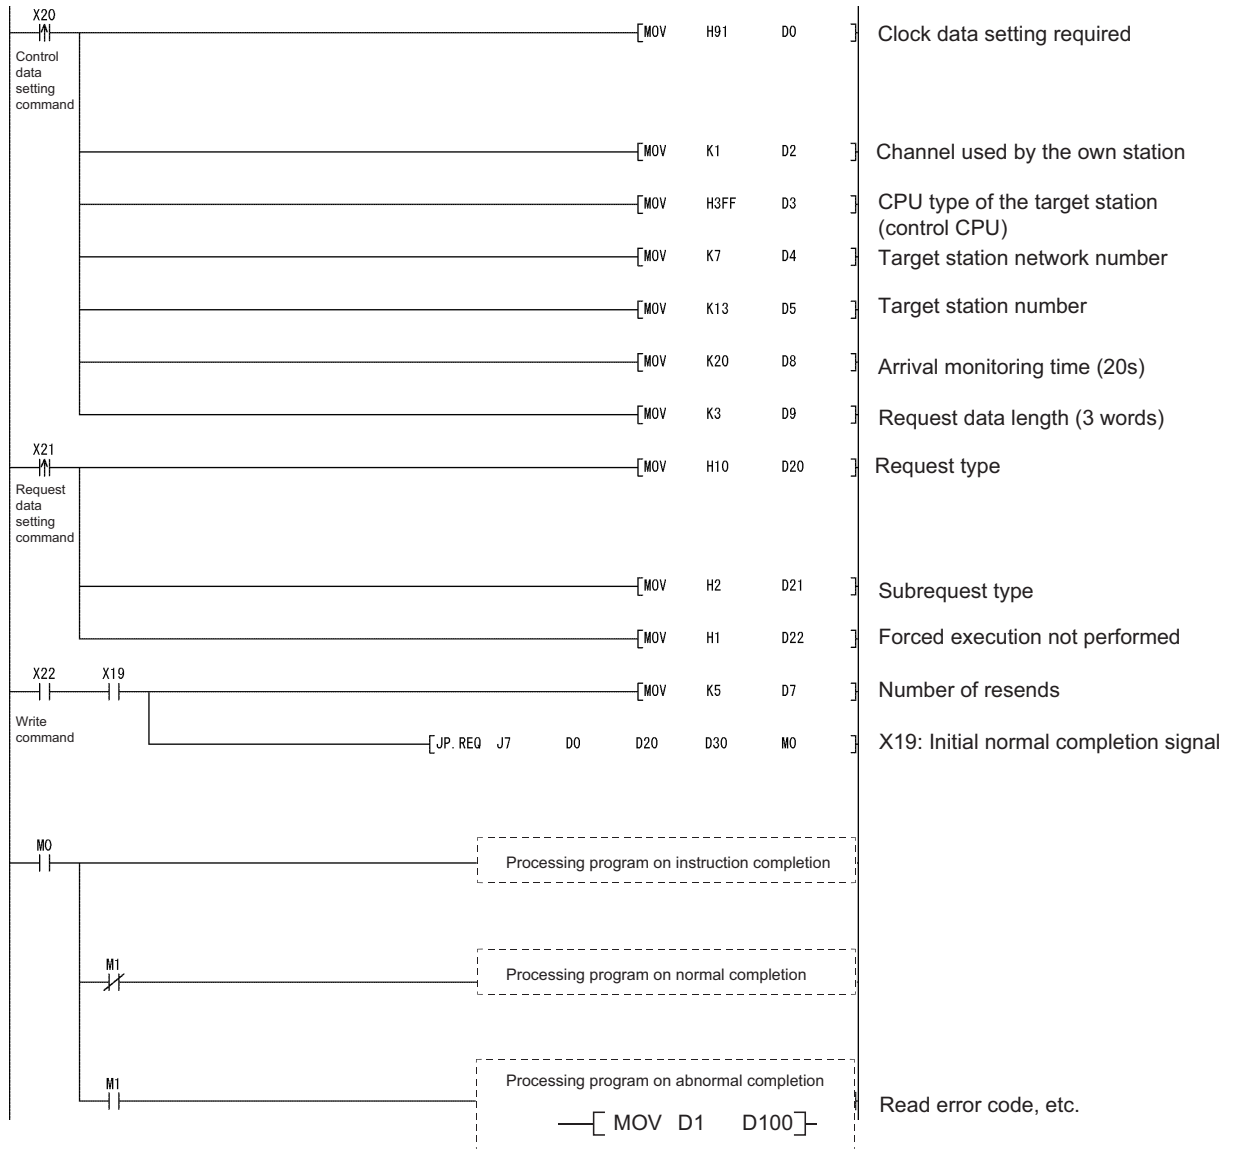 X20
[MOV H91 D0 ] Clock data setting required
Control
data
setting
command
[MOV K1 D2 ] Channel used by the own station
[MOV H3FF D3 ] CPU type of the target station
(control CPU)
[MOV K7 D4 ] Target station network number
[MOV K13 D5 ] Target station number
[MOV K20 D8 ] Arrival monitoring time (20s)
[MOV K3 D9 ] Request data length (3 words)
X21
[MOV H10 D20 ] Request type
Request
data
setting
command
[MOV H2 D21 ] Subrequest type
[MOV H1 D22 ] Forced execution not performed
X22 X19
[MOV K5 D7 ] Number of resends
Write
command
[JP.REQ J7 D0 D20 D30 M0 ] X19: Initial normal completion signal
M0
Processing program on instruction completion
M1
Processing program on normal completion
M1
Processing program on abnormal completion
Read error code, etc.
[ MOV D1 D100 ]